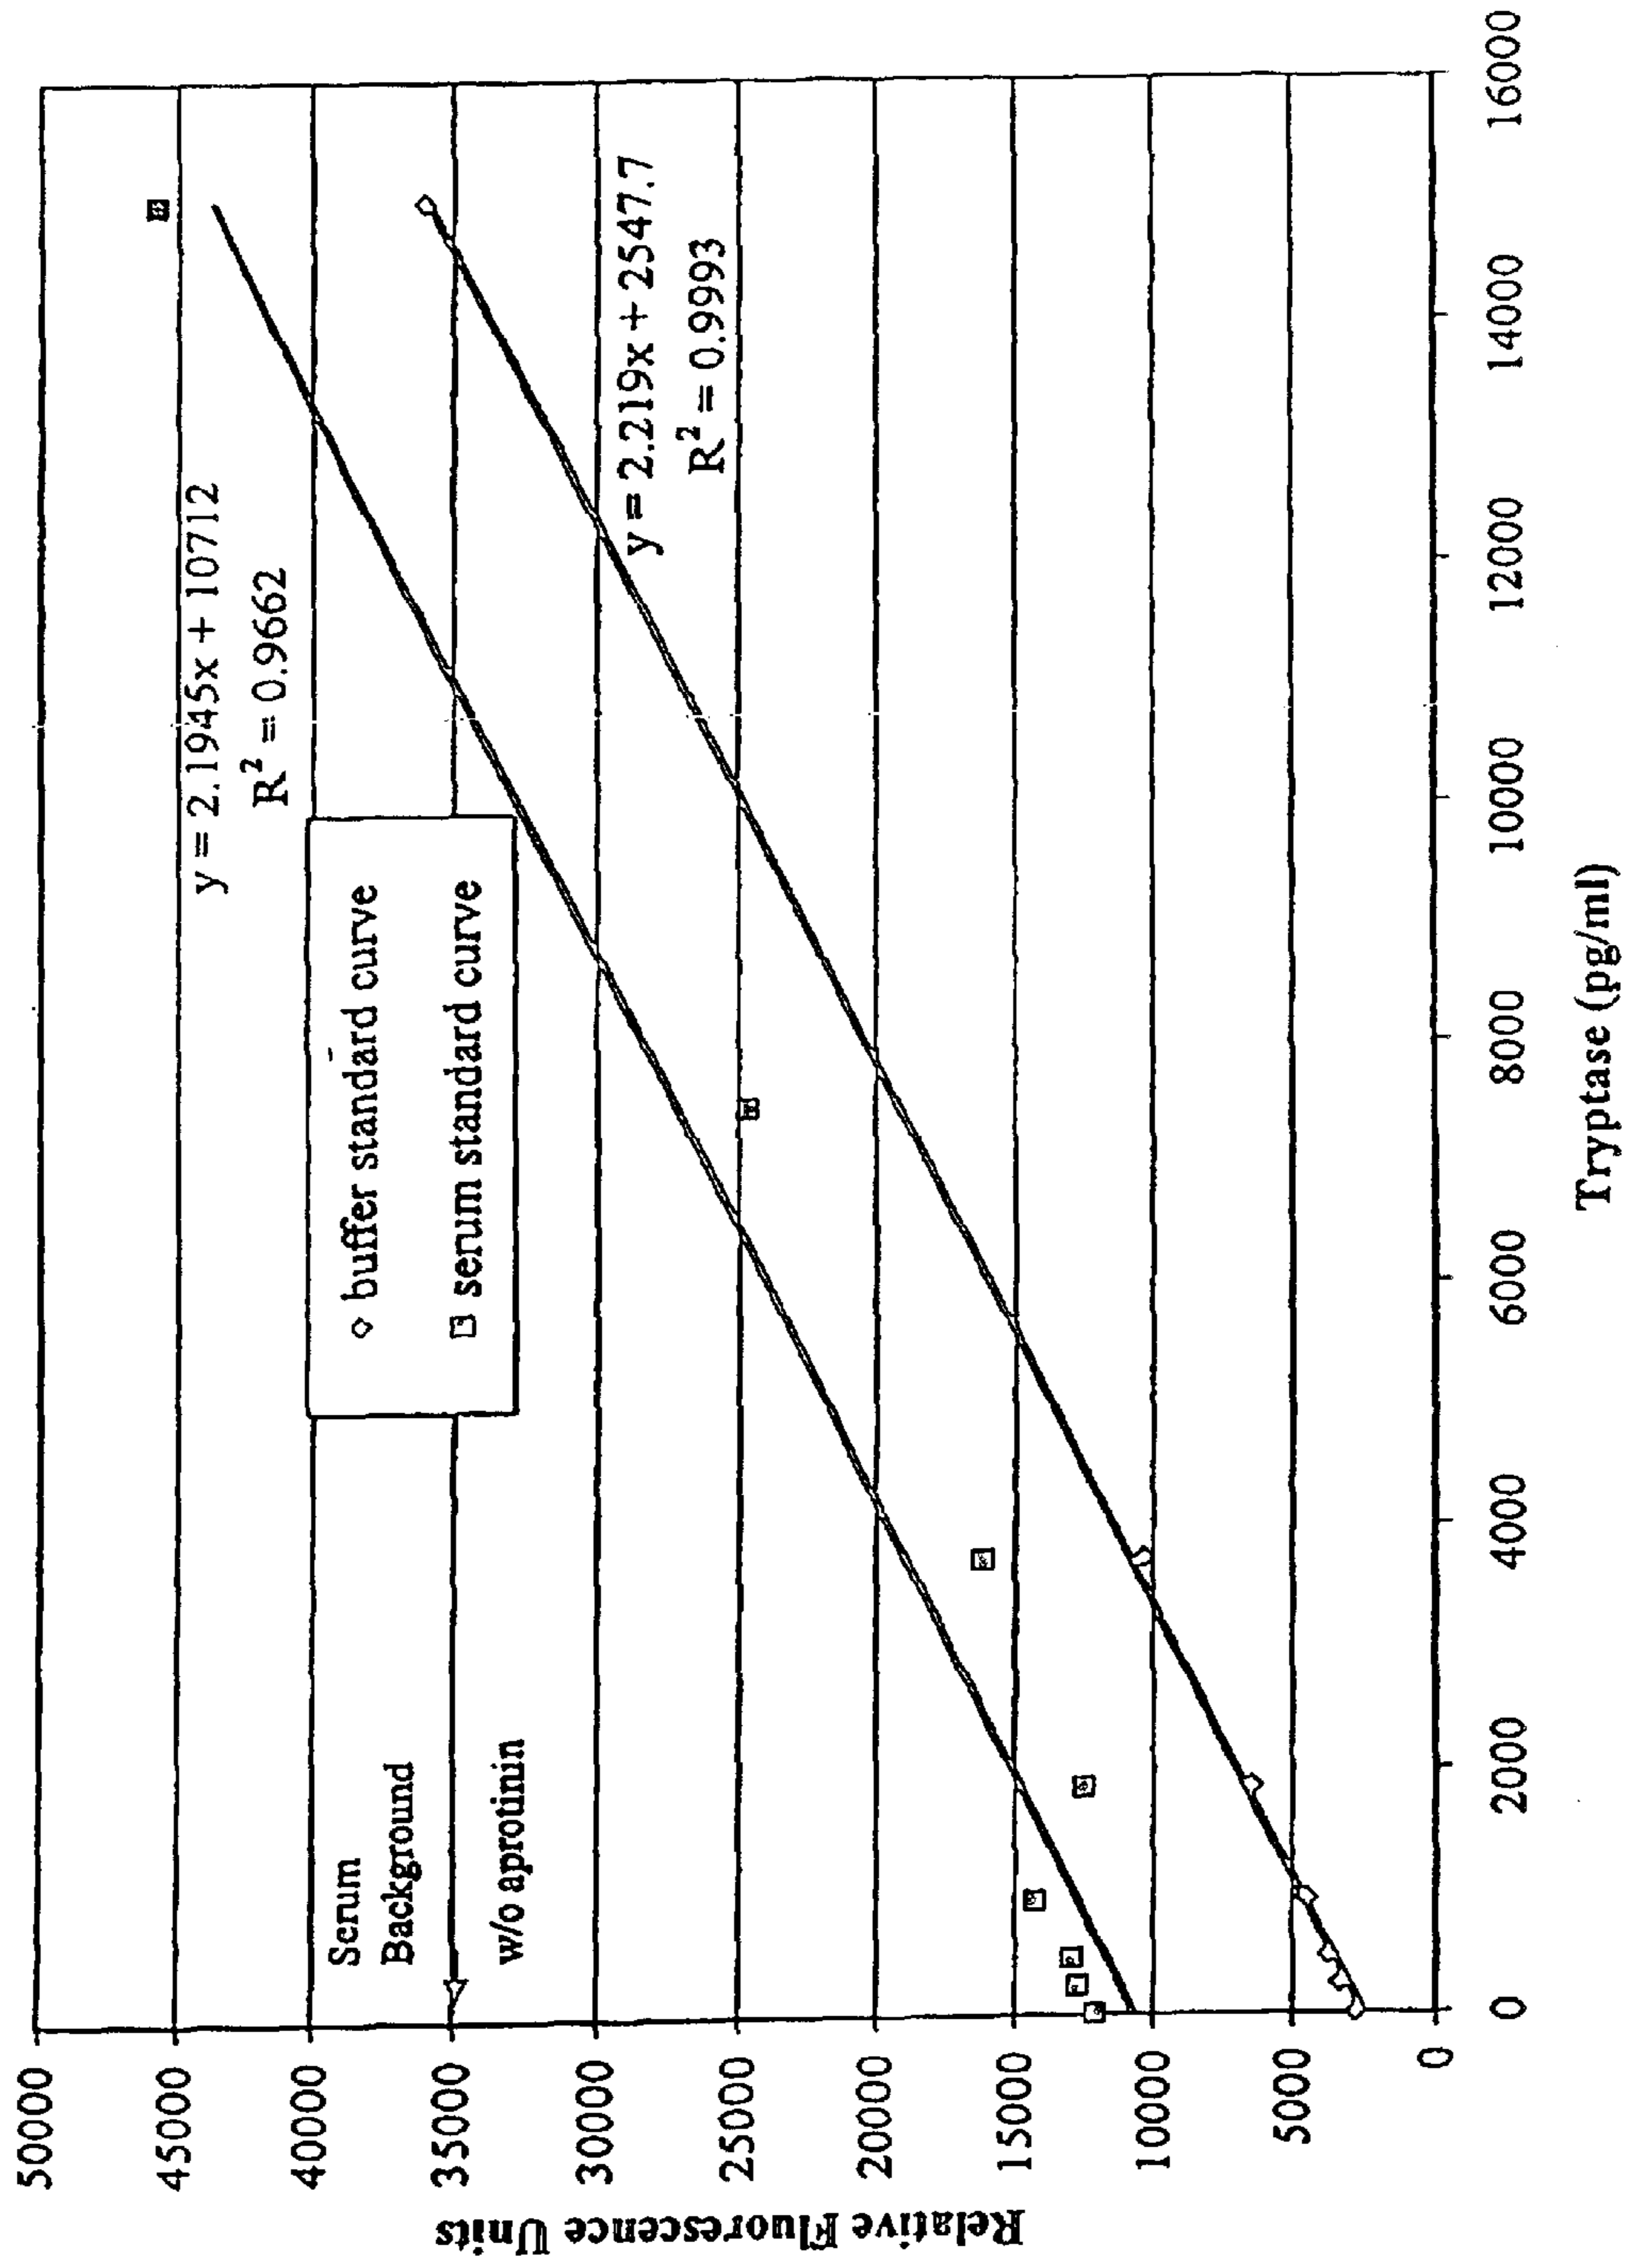 Relative Fluorescence Units
50000
45000
40000
35000
30000
25000
20000
15000
10000
5000
0
y = 2.1945x + 10712
R² = 0.9662
buffer standard curve
serum standard curve
Serum
Background
w/o aprotinin
y = 2.219x + 2547.7
R² = 0.9993
0 2000 4000 6000 8000 10000 12000 14000 16000
Tryptase (pg/ml)